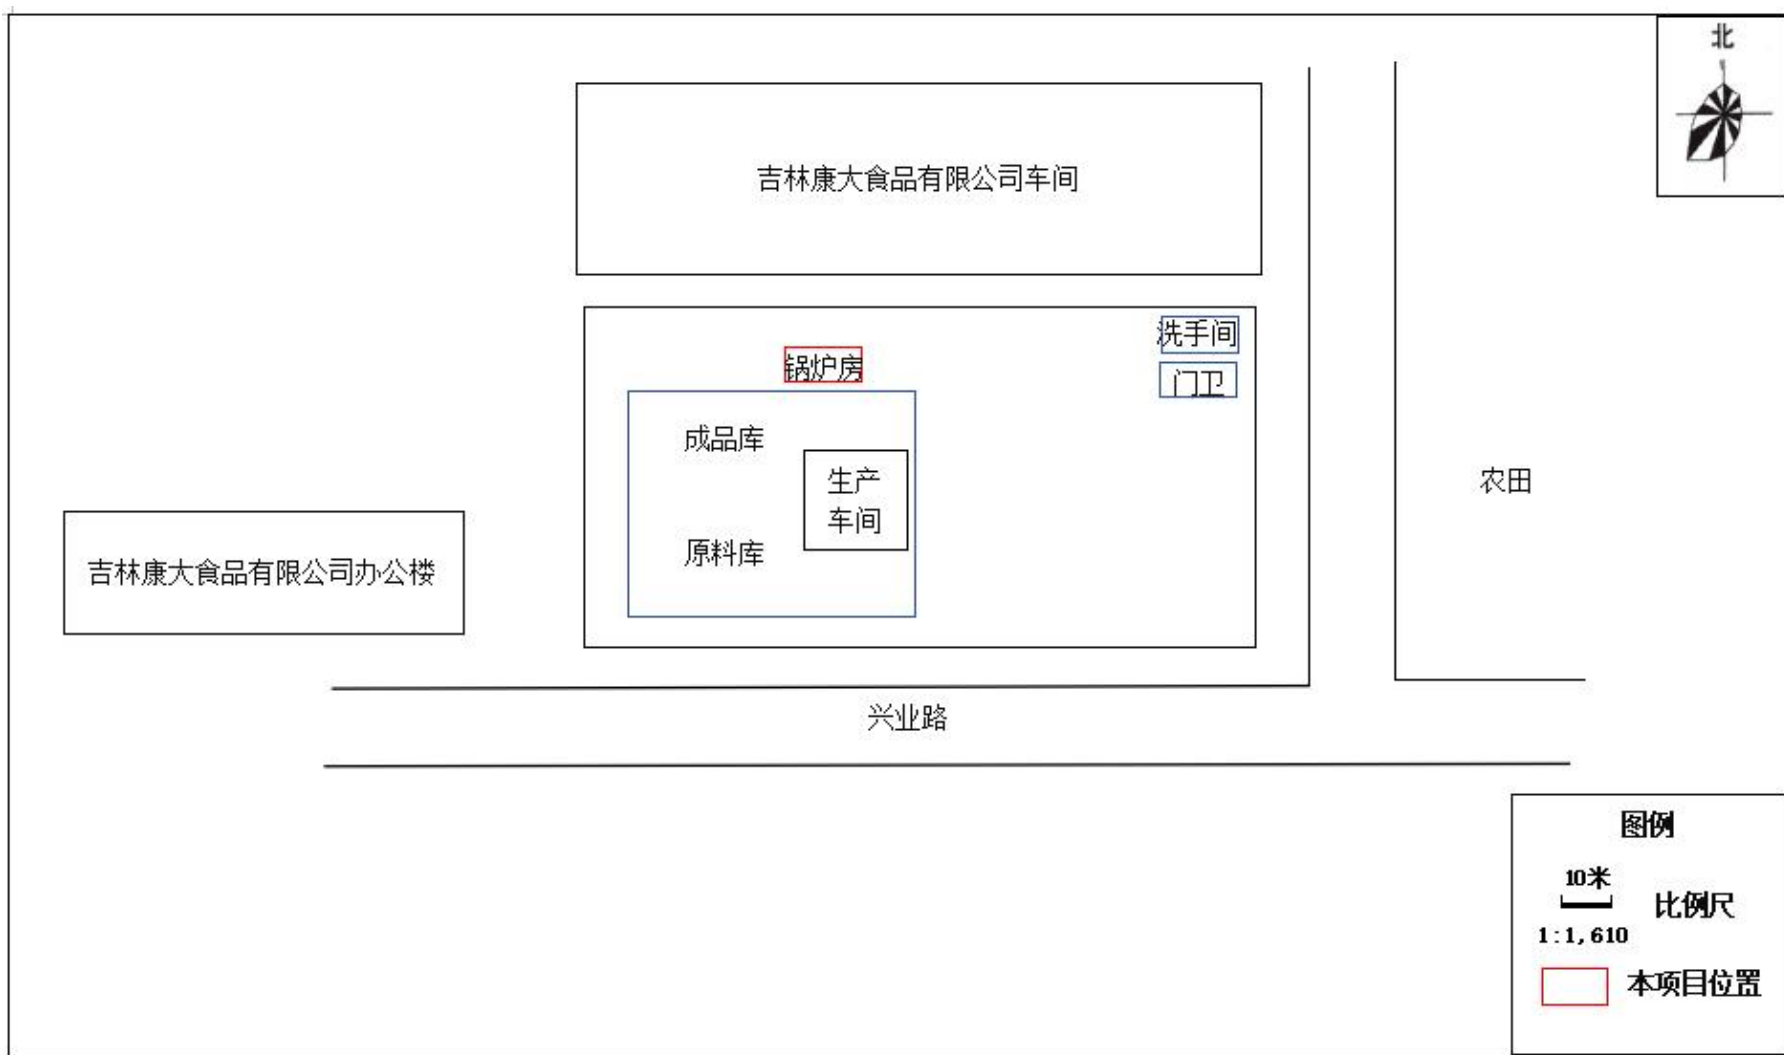 北
吉林康大食品有限公司车间
洗手间
锅炉房
门卫
成品库
生产
车间
农田
原料库
吉林康大食品有限公司办公楼
兴业路
图例
10米
比例尺
1:1,610
本项目位置